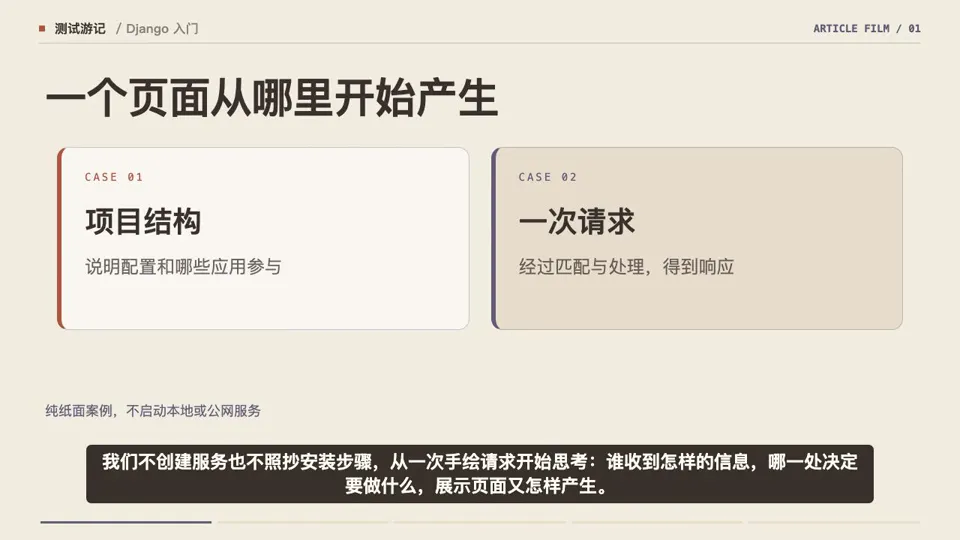 测试游记 / Django 入门
ARTICLE FILM / 01
一个页面从哪里开始产生
CASE 01
项目结构
说明配置和哪些应用参与
CASE 02
一次请求
经过匹配与处理，得到响应
纯纸面案例，不启动本地或公网服务
我们不创建服务也不照抄安装步骤，从一次手绘请求开始思考：谁收到怎样的信息，哪一处决定
要做什么，展示页面又怎样产生。